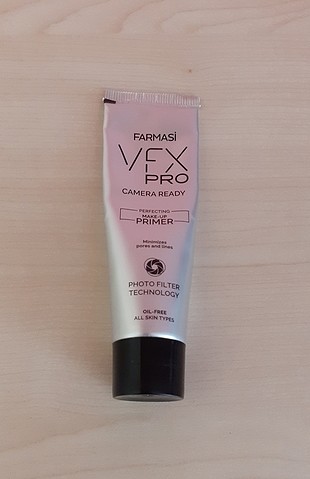 FARMASİ
VFX
PRO
CAMERA READY
PERFECTING
MAKE-UP
PRIMER
Minimizes
pores and lines
PHOTO FILTER
TECHNOLOGY
OIL-FREE
ALL SKIN TYPES